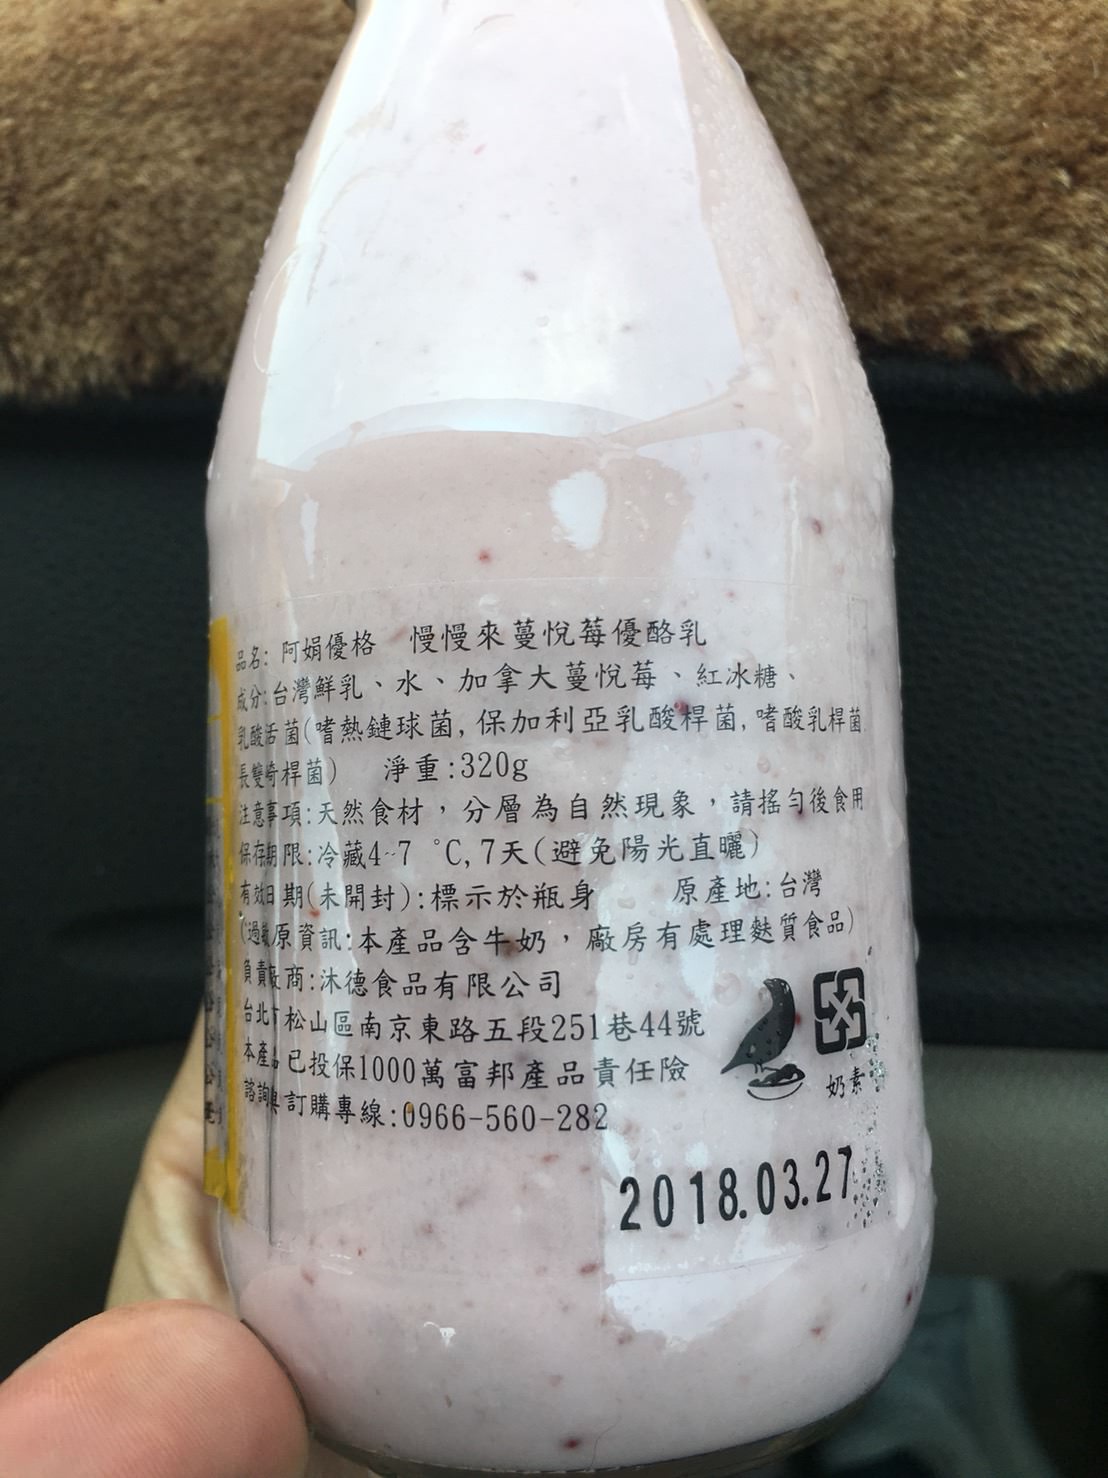 品名: 阿娟優格 慢慢來蔓悅莓優酪乳
成分:台灣鮮乳、水、加拿大蔓悅莓、紅冰糖、
乳酸活菌(嗜熱鏈球菌,保加利亞乳酸桿菌,嗜酸乳桿菌
長雙歧桿菌) 淨重:320g
注意事項:天然食材，分層為自然現象，請搖勻後食用
保存期限:冷藏4~7 °C,7天(避免陽光直曬)
有效日期(未開封):標示於瓶身 原產地:台灣
(過敏原資訊:本產品含牛奶，廠房有處理麩質食品)
負責廠商:沐德食品有限公司
台北市松山區南京東路五段251巷44號
本產品已投保1000萬富邦產品責任險
諮詢與訂購專線:0966-560-282
奶素
2018.03.27